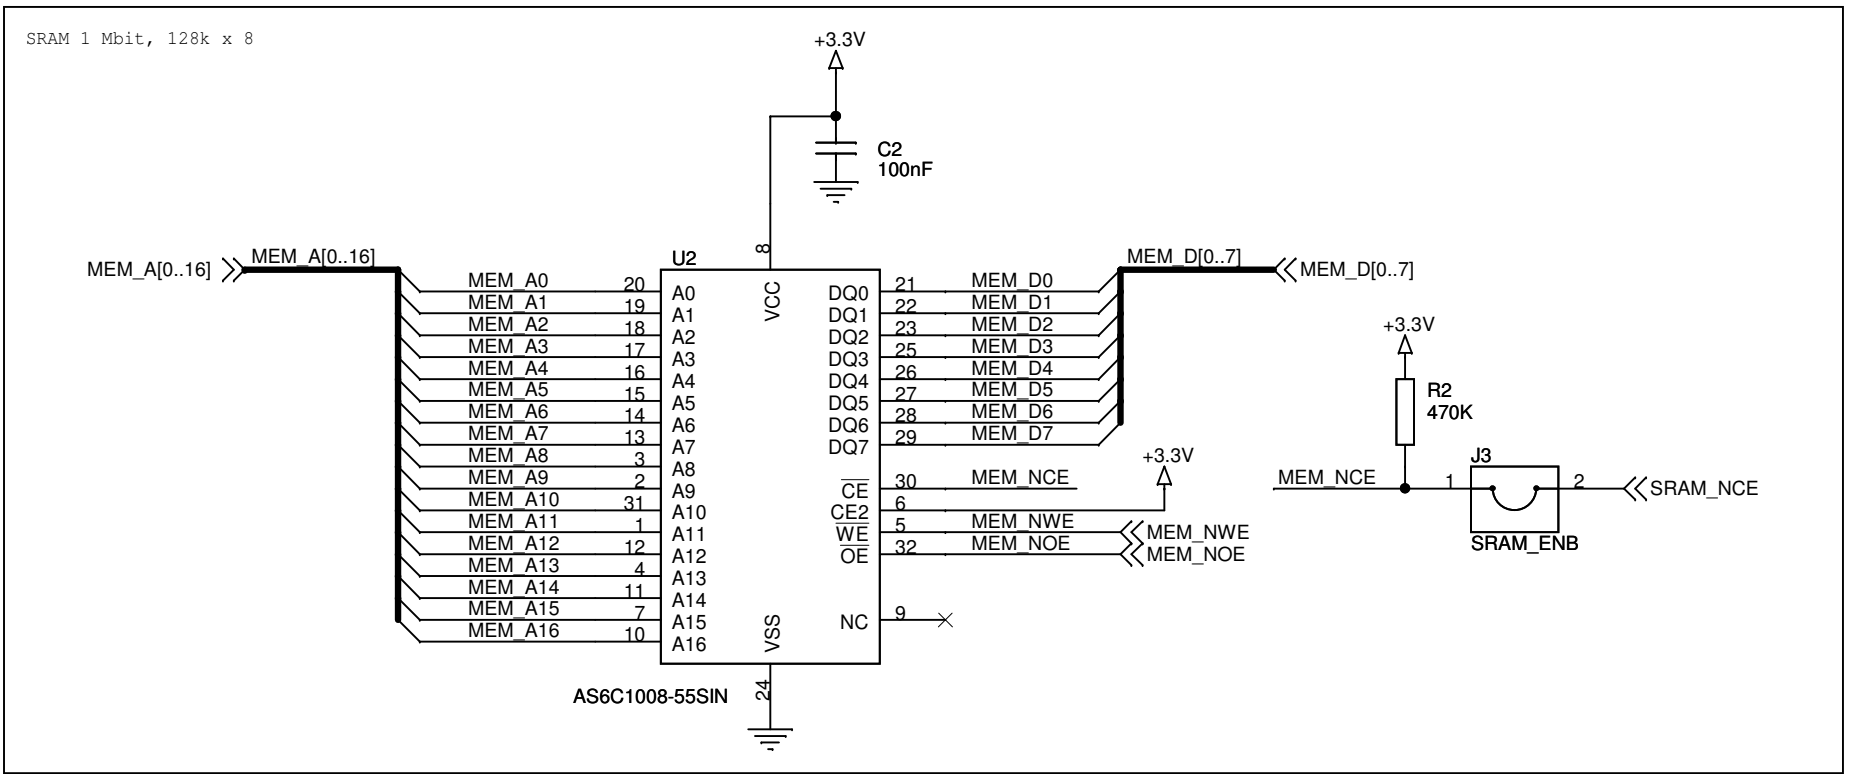 SRAM 1 Mbit, 128k x 8
+3.3V
C2
100nF
8
MEM_A[0..16] MEM_A[0..16]
U2
VCC
MEM_D[0..7] MEM_D[0..7]
MEM_A0 20 A0 DQ0 21 MEM_D0
MEM_A1 19 A1 DQ1 22 MEM_D1
MEM_A2 18 A2 DQ2 23 MEM_D2
MEM_A3 17 A3 DQ3 25 MEM_D3
MEM_A4 16 A4 DQ4 26 MEM_D4
MEM_A5 15 A5 DQ5 27 MEM_D5
MEM_A6 14 A6 DQ6 28 MEM_D6
MEM_A7 13 A7 DQ7 29 MEM_D7
MEM_A8 3 A8
MEM_A9 2 A9 CE 30 MEM_NCE
MEM_A10 31 A10 CE2 6 +3.3V
MEM_A11 1 A11 WE 5 MEM_NWE MEM_NWE
MEM_A12 12 A12 OE 32 MEM_NOE MEM_NOE
MEM_A13 4 A13
MEM_A14 11 A14
MEM_A15 7 A15 NC 9
MEM_A16 10 A16
VSS
24
AS6C1008-55SIN
+3.3V
R2
470K
J3
MEM_NCE 1 2 SRAM_NCE
SRAM_ENB